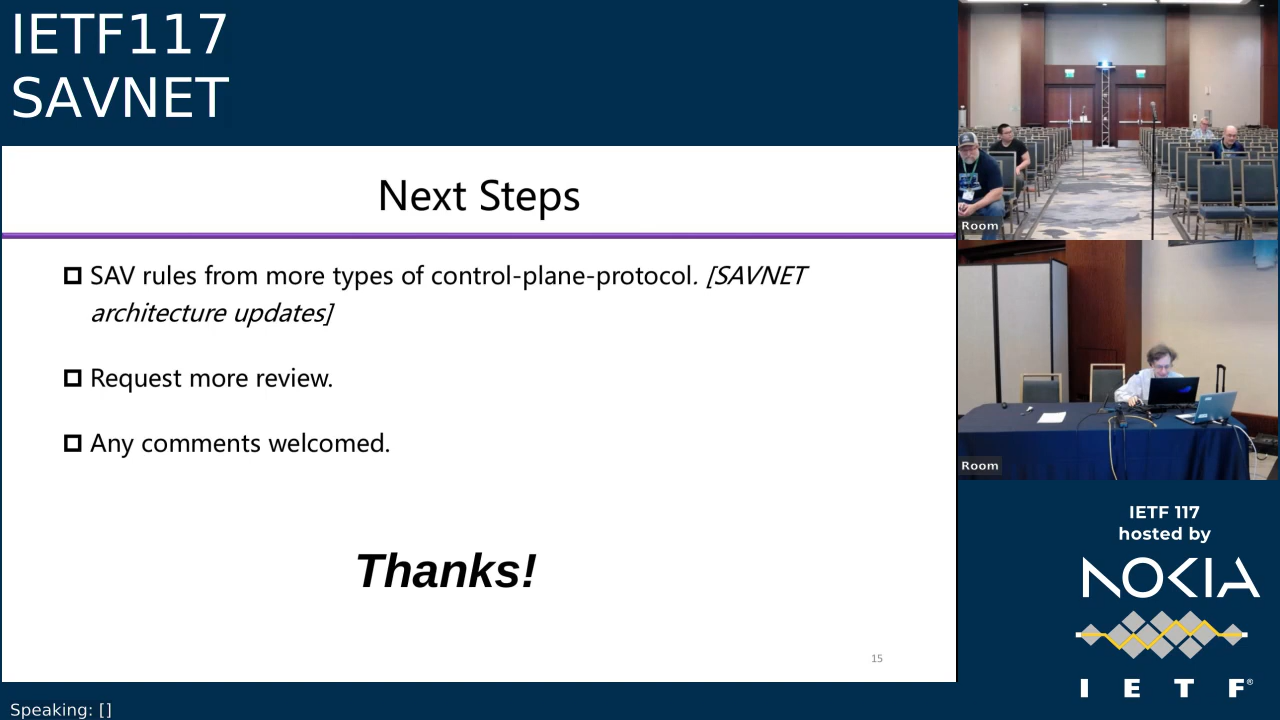 IETF117
SAVNET
Next Steps
SAV rules from more types of control-plane-protocol. [SAVNET
architecture updates]
Request more review.
Any comments welcomed.
Thanks!
15
Room
Room
IETF 117
hosted by
NOKIA
I E T F®
Speaking: []